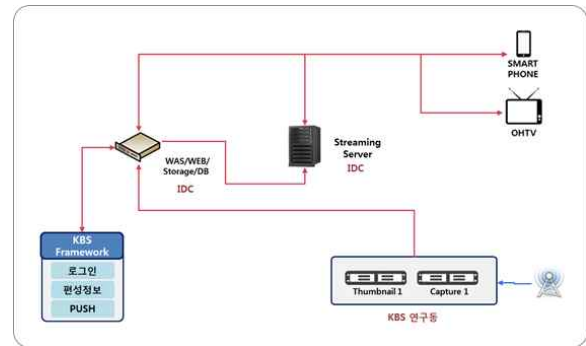 SMART
PHONE
OHTV
WAS/WEB/
Storage/DB
IDC
Streaming
Server
IDC
KBS
Framework
로그인
편성정보
PUSH
Thumbnail 1
Capture 1
KBS 연구동